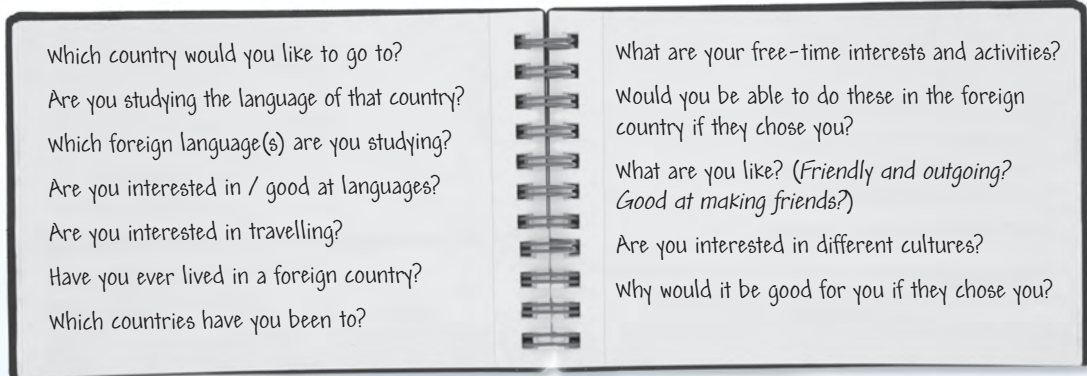 Which country would you like to go to?
Are you studying the language of that country?
Which foreign language(s) are you studying?
Are you interested in / good at languages?
Are you interested in travelling?
Have you ever lived in a foreign country?
Which countries have you been to?
What are your free-time interests and activities?
Would you be able to do these in the foreign
country if they chose you?
What are you like? (Friendly and outgoing?
Good at making friends?)
Are you interested in different cultures?
Why would it be good for you if they chose you?